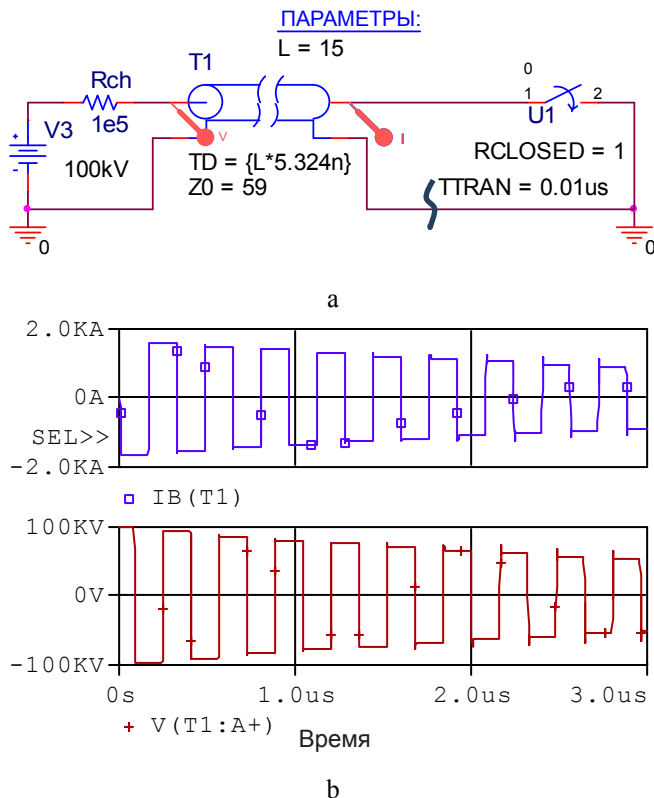 ПАРАМЕТРЫ:
L = 15
T1
Rch
1e5
V3
100kV
V
I
TD = {L*5.324n}
Z0 = 59
0
1
2
U1
RCLOSED = 1
TTRAN = 0.01us
0
0
a
2.0KA
0A
SEL>>
-2.0KA
IB(T1)
100KV
0V
-100KV
0s
1.0us
2.0us
3.0us
V(T1:A+)
Время
b